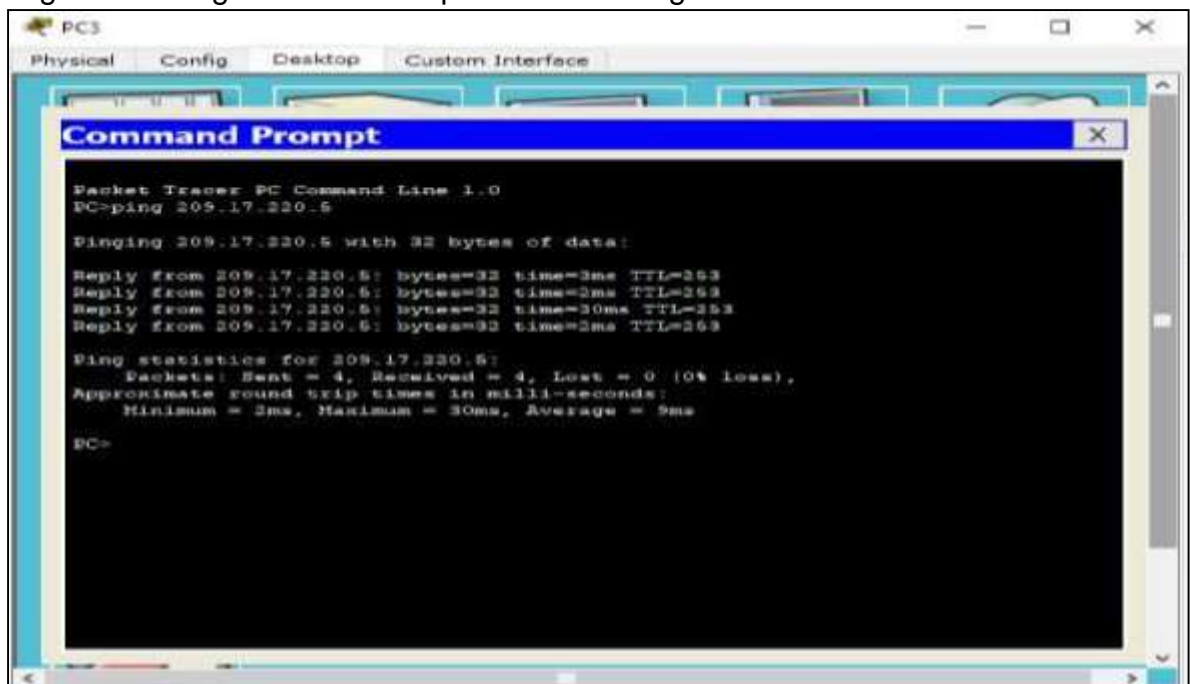 PC3
Physical Config Desktop Custom Interface
Command Prompt
X
Packet Tracer PC Command Line 1.0
PC>ping 209.17.220.5
Pinging 209.17.220.5 with 32 bytes of data:
Reply from 209.17.220.5: bytes=32 time=3ms TTL=253
Reply from 209.17.220.5: bytes=32 time=2ms TTL=253
Reply from 209.17.220.5: bytes=32 time=30ms TTL=253
Reply from 209.17.220.5: bytes=32 time=2ms TTL=253
Ping statistics for 209.17.220.5:
Packets: Sent = 4, Received = 4, Lost = 0 (0% loss),
Approximate round trip times in milli-seconds:
Minimum = 2ms, Maximum = 30ms, Average = 9ms
PC>